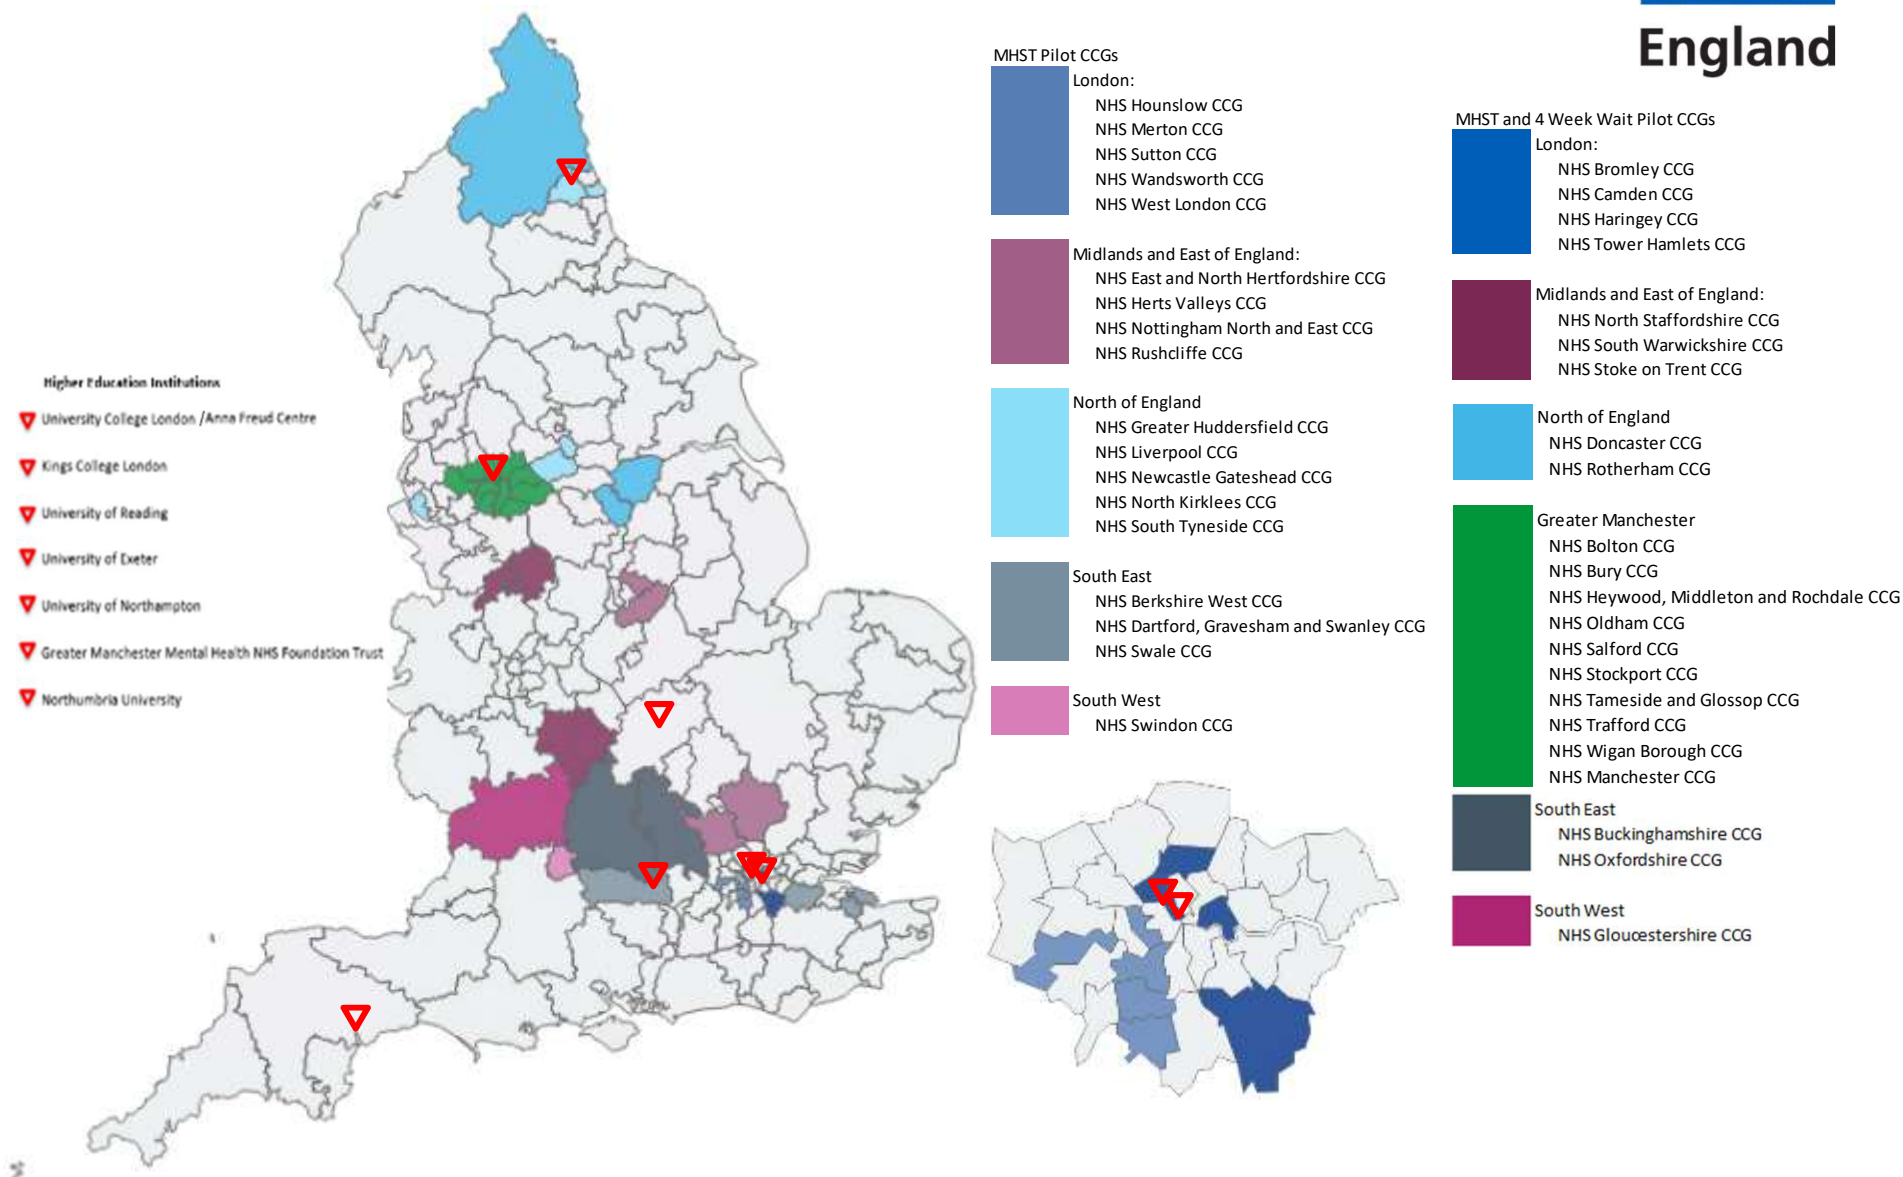 England
Higher Education Institutions
University College London /Anna Freud Centre
Kings College London
University of Reading
University of Exeter
University of Northampton
Greater Manchester Mental Health NHS Foundation Trust
Northumbria University
MHST Pilot CCGs
London:
NHS Hounslow CCG
NHS Merton CCG
NHS Sutton CCG
NHS Wandsworth CCG
NHS West London CCG
Midlands and East of England:
NHS East and North Hertfordshire CCG
NHS Herts Valleys CCG
NHS Nottingham North and East CCG
NHS Rushcliffe CCG
North of England
NHS Greater Huddersfield CCG
NHS Liverpool CCG
NHS Newcastle Gateshead CCG
NHS North Kirklees CCG
NHS South Tyneside CCG
South East
NHS Berkshire West CCG
NHS Dartford, Gravesham and Swanley CCG
NHS Swale CCG
South West
NHS Swindon CCG
MHST and 4 Week Wait Pilot CCGs
London:
NHS Bromley CCG
NHS Camden CCG
NHS Haringey CCG
NHS Tower Hamlets CCG
Midlands and East of England:
NHS North Staffordshire CCG
NHS South Warwickshire CCG
NHS Stoke on Trent CCG
North of England
NHS Doncaster CCG
NHS Rotherham CCG
Greater Manchester
NHS Bolton CCG
NHS Bury CCG
NHS Heywood, Middleton and Rochdale CCG
NHS Oldham CCG
NHS Salford CCG
NHS Stockport CCG
NHS Tameside and Glossop CCG
NHS Trafford CCG
NHS Wigan Borough CCG
NHS Manchester CCG
South East
NHS Buckinghamshire CCG
NHS Oxfordshire CCG
South West
NHS Gloucestershire CCG